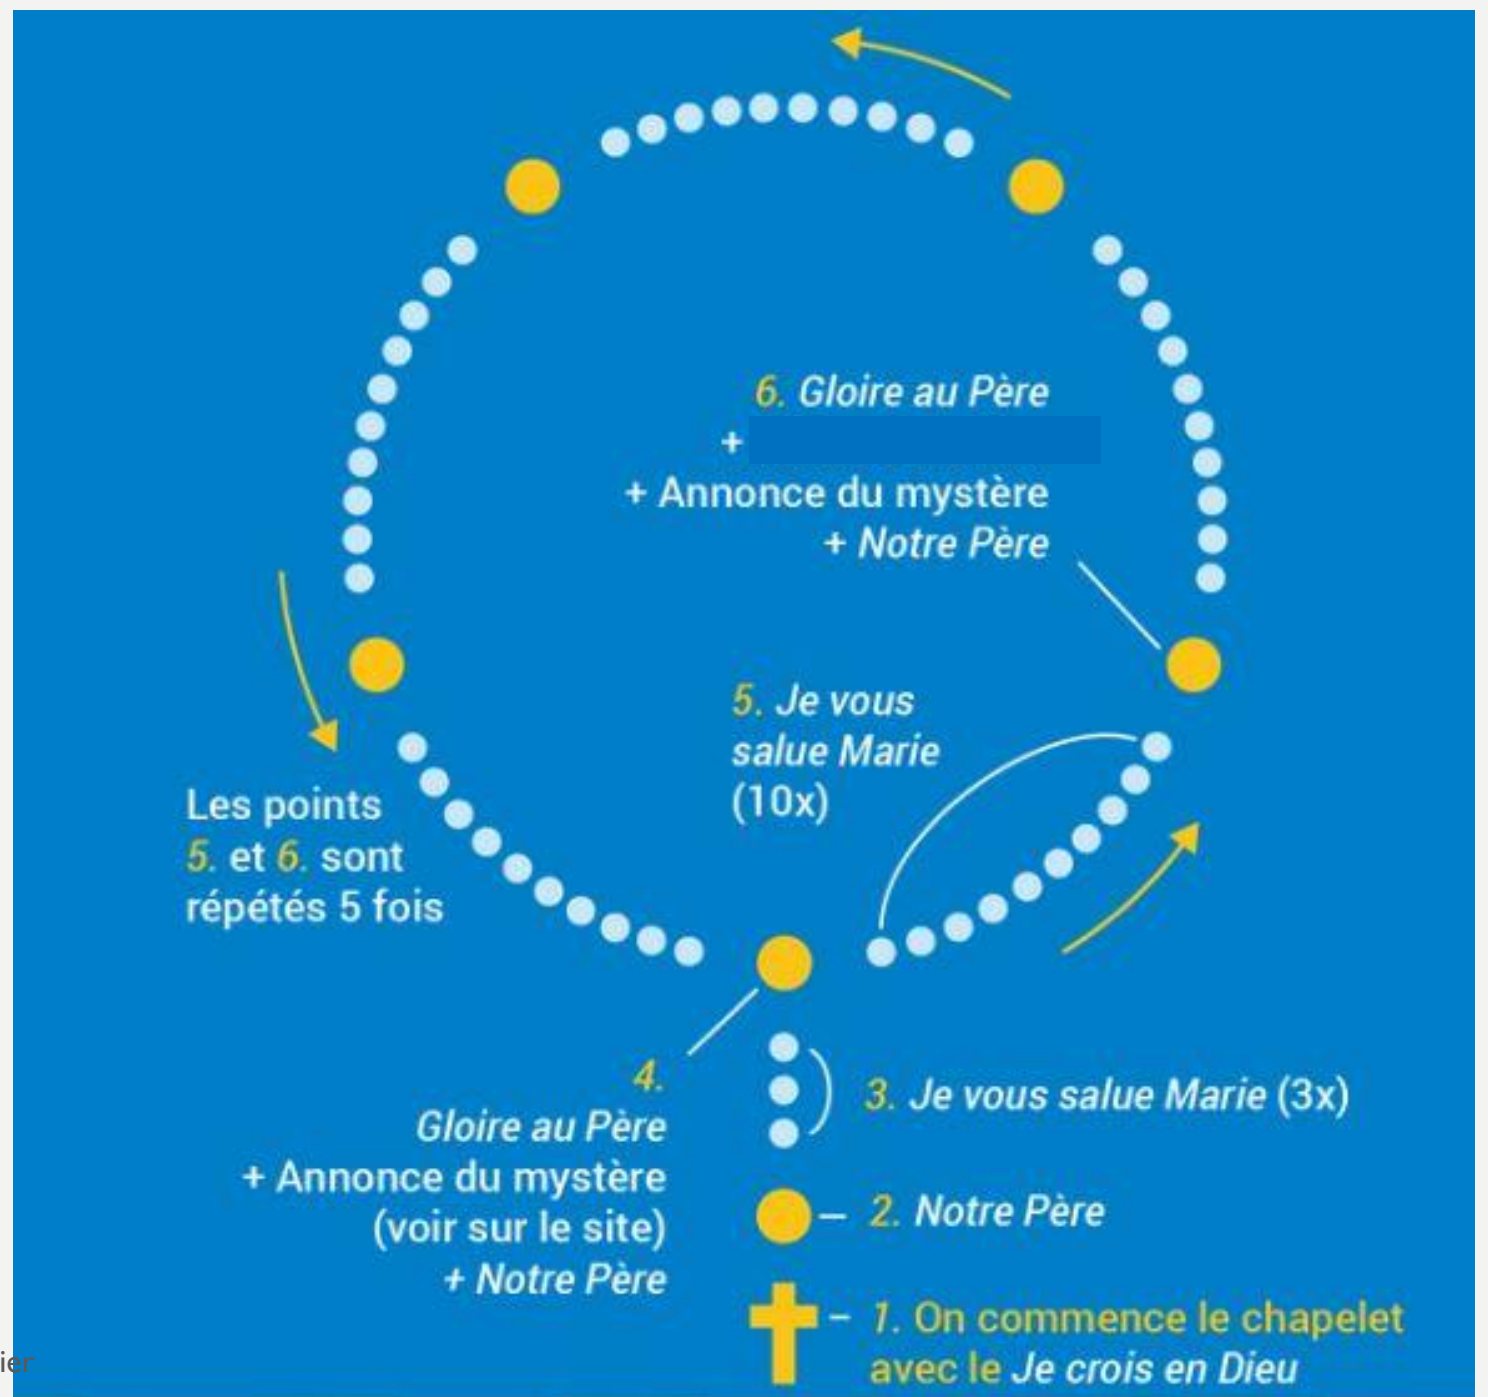 6. Gloire au Père
+
+ Annonce du mystère
+ Notre Père
5. Je vous
salue Marie
(10x)
Les points
5. et 6. sont
répétés 5 fois
4.
Gloire au Père
+ Annonce du mystère
(voir sur le site)
+ Notre Père
3. Je vous salue Marie (3x)
2. Notre Père
1. On commence le chapelet
avec le Je crois en Dieu
ier